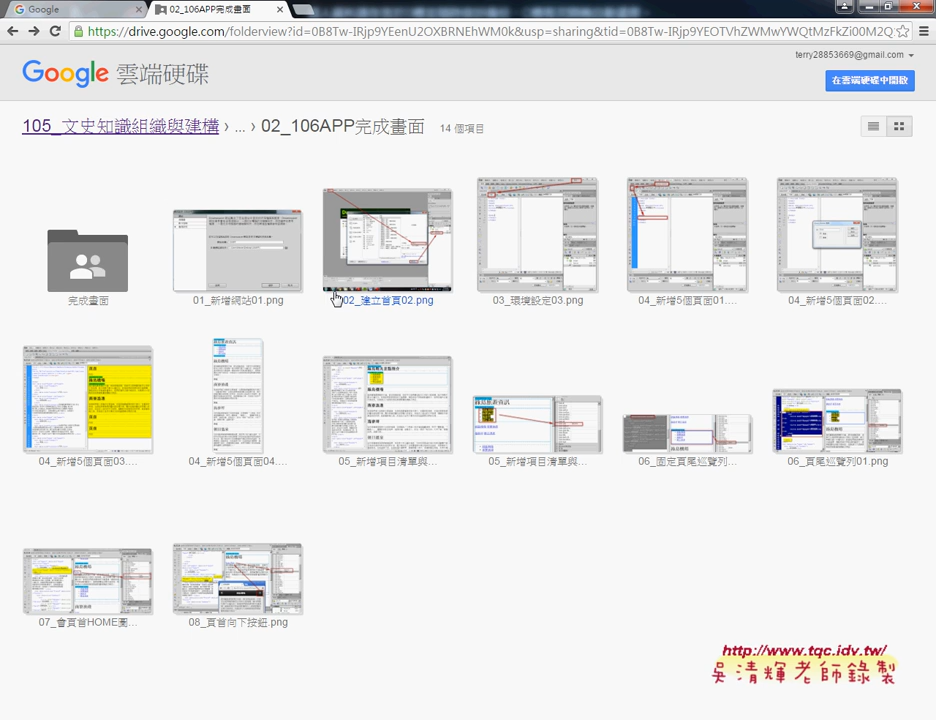 Google
02_106APP完成畫面
https://drive.google.com/folderview?id=0B8Tw-IRjp9YEenU2OXBRNEhWM0k&usp=sharing&tid=0B8Tw-IRjp9YEOTVhZWMwYWQtMzFkZi00M2Q
terry28853669@gmail.com
Google 雲端硬碟
在雲端硬碟中開啟
105_文史知識組織與建構 › ... › 02_106APP完成畫面 14 個項目
完成畫面
01_新增網站01.png
02_建立首頁02.png
03_環境設定03.png
04_新增5個頁面01....
04_新增5個頁面02....
04_新增5個頁面03....
04_新增5個頁面04....
05_新增項目清單與...
05_新增項目清單與...
06_固定頁尾巡覽列...
06_頁尾巡覽列01.png
07_會頁首HOME圖...
08_頁首向下按鈕.png
http://www.tqc.idv.tw/
吳清輝老師錄製